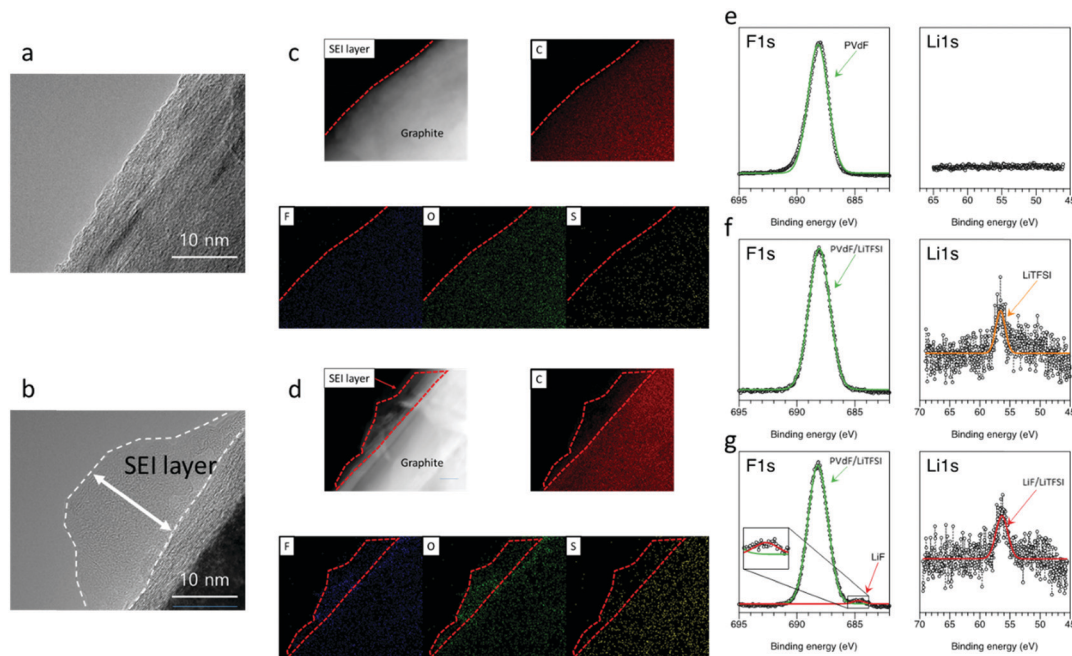 a
10 nm
b
SEI layer
10 nm
c
SEI layer
Graphite
C
F
O
S
d
SEI layer
Graphite
C
F
O
S
e
F1s
PVdF
695 690 685
Binding energy (eV)
Li1s
65 60 55 50 45
Binding energy (eV)
f
F1s
PVdF/LiTFSI
695 690 685
Binding energy (eV)
Li1s
LiTFSI
69 65 60 55 50 45
Binding energy (eV)
g
F1s
PVdF/LiTFSI
LiF
695 690 685
Binding energy (eV)
Li1s
LiF/LiTFSI
69 65 60 55 50 45
Binding energy (eV)